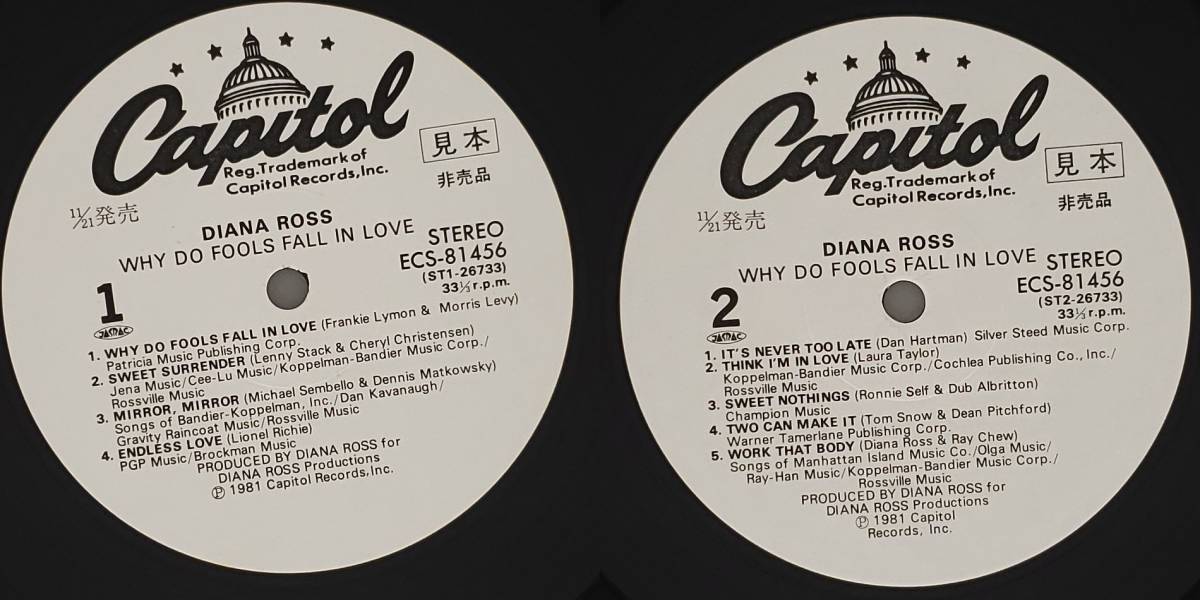 Capitol
Reg.Trademark of
Capitol Records,Inc.
見本
非売品
11/21発売
DIANA ROSS
WHY DO FOOLS FALL IN LOVE
STEREO
ECS-81456
(ST1-26733)
33⅓r.p.m.
1
JASRAC
1. WHY DO FOOLS FALL IN LOVE (Frankie Lymon & Morris Levy)
Patricia Music Publishing Corp.
2. SWEET SURRENDER (Lenny Stack & Cheryl Christensen)
Jena Music/Cee-Lu Music/Koppelman-Bandier Music Corp./
Rossville Music
3. MIRROR, MIRROR (Michael Sembello & Dennis Matkowsky)
Songs of Bandier-Koppelman, Inc./Dan Kavanaugh/
Gravity Raincoat Music/Rossville Music
4. ENDLESS LOVE (Lionel Richie)
PGP Music/Brockman Music
PRODUCED BY DIANA ROSS for
DIANA ROSS Productions
Ⓟ 1981 Capitol Records,Inc.
Capitol
Reg.Trademark of
Capitol Records,Inc.
見本
非売品
11/21発売
DIANA ROSS
WHY DO FOOLS FALL IN LOVE
STEREO
ECS-81456
(ST2-26733)
33⅓r.p.m.
2
JASRAC
1. IT'S NEVER TOO LATE (Dan Hartman) Silver Steed Music Corp.
2. THINK I'M IN LOVE (Laura Taylor)
Koppelman-Bandier Music Corp./Cochlea Publishing Co., Inc./
Rossville Music
3. SWEET NOTHINGS (Ronnie Self & Dub Albritton)
Champion Music
4. TWO CAN MAKE IT (Tom Snow & Dean Pitchford)
Warner Tamerlane Publishing Corp.
5. WORK THAT BODY (Diana Ross & Ray Chew)
Songs of Manhattan Island Music Co./Olga Music/
Ray-Han Music/Koppelman-Bandier Music Corp./
Rossville Music
PRODUCED BY DIANA ROSS for
DIANA ROSS Productions
Ⓟ 1981 Capitol
Records, Inc.